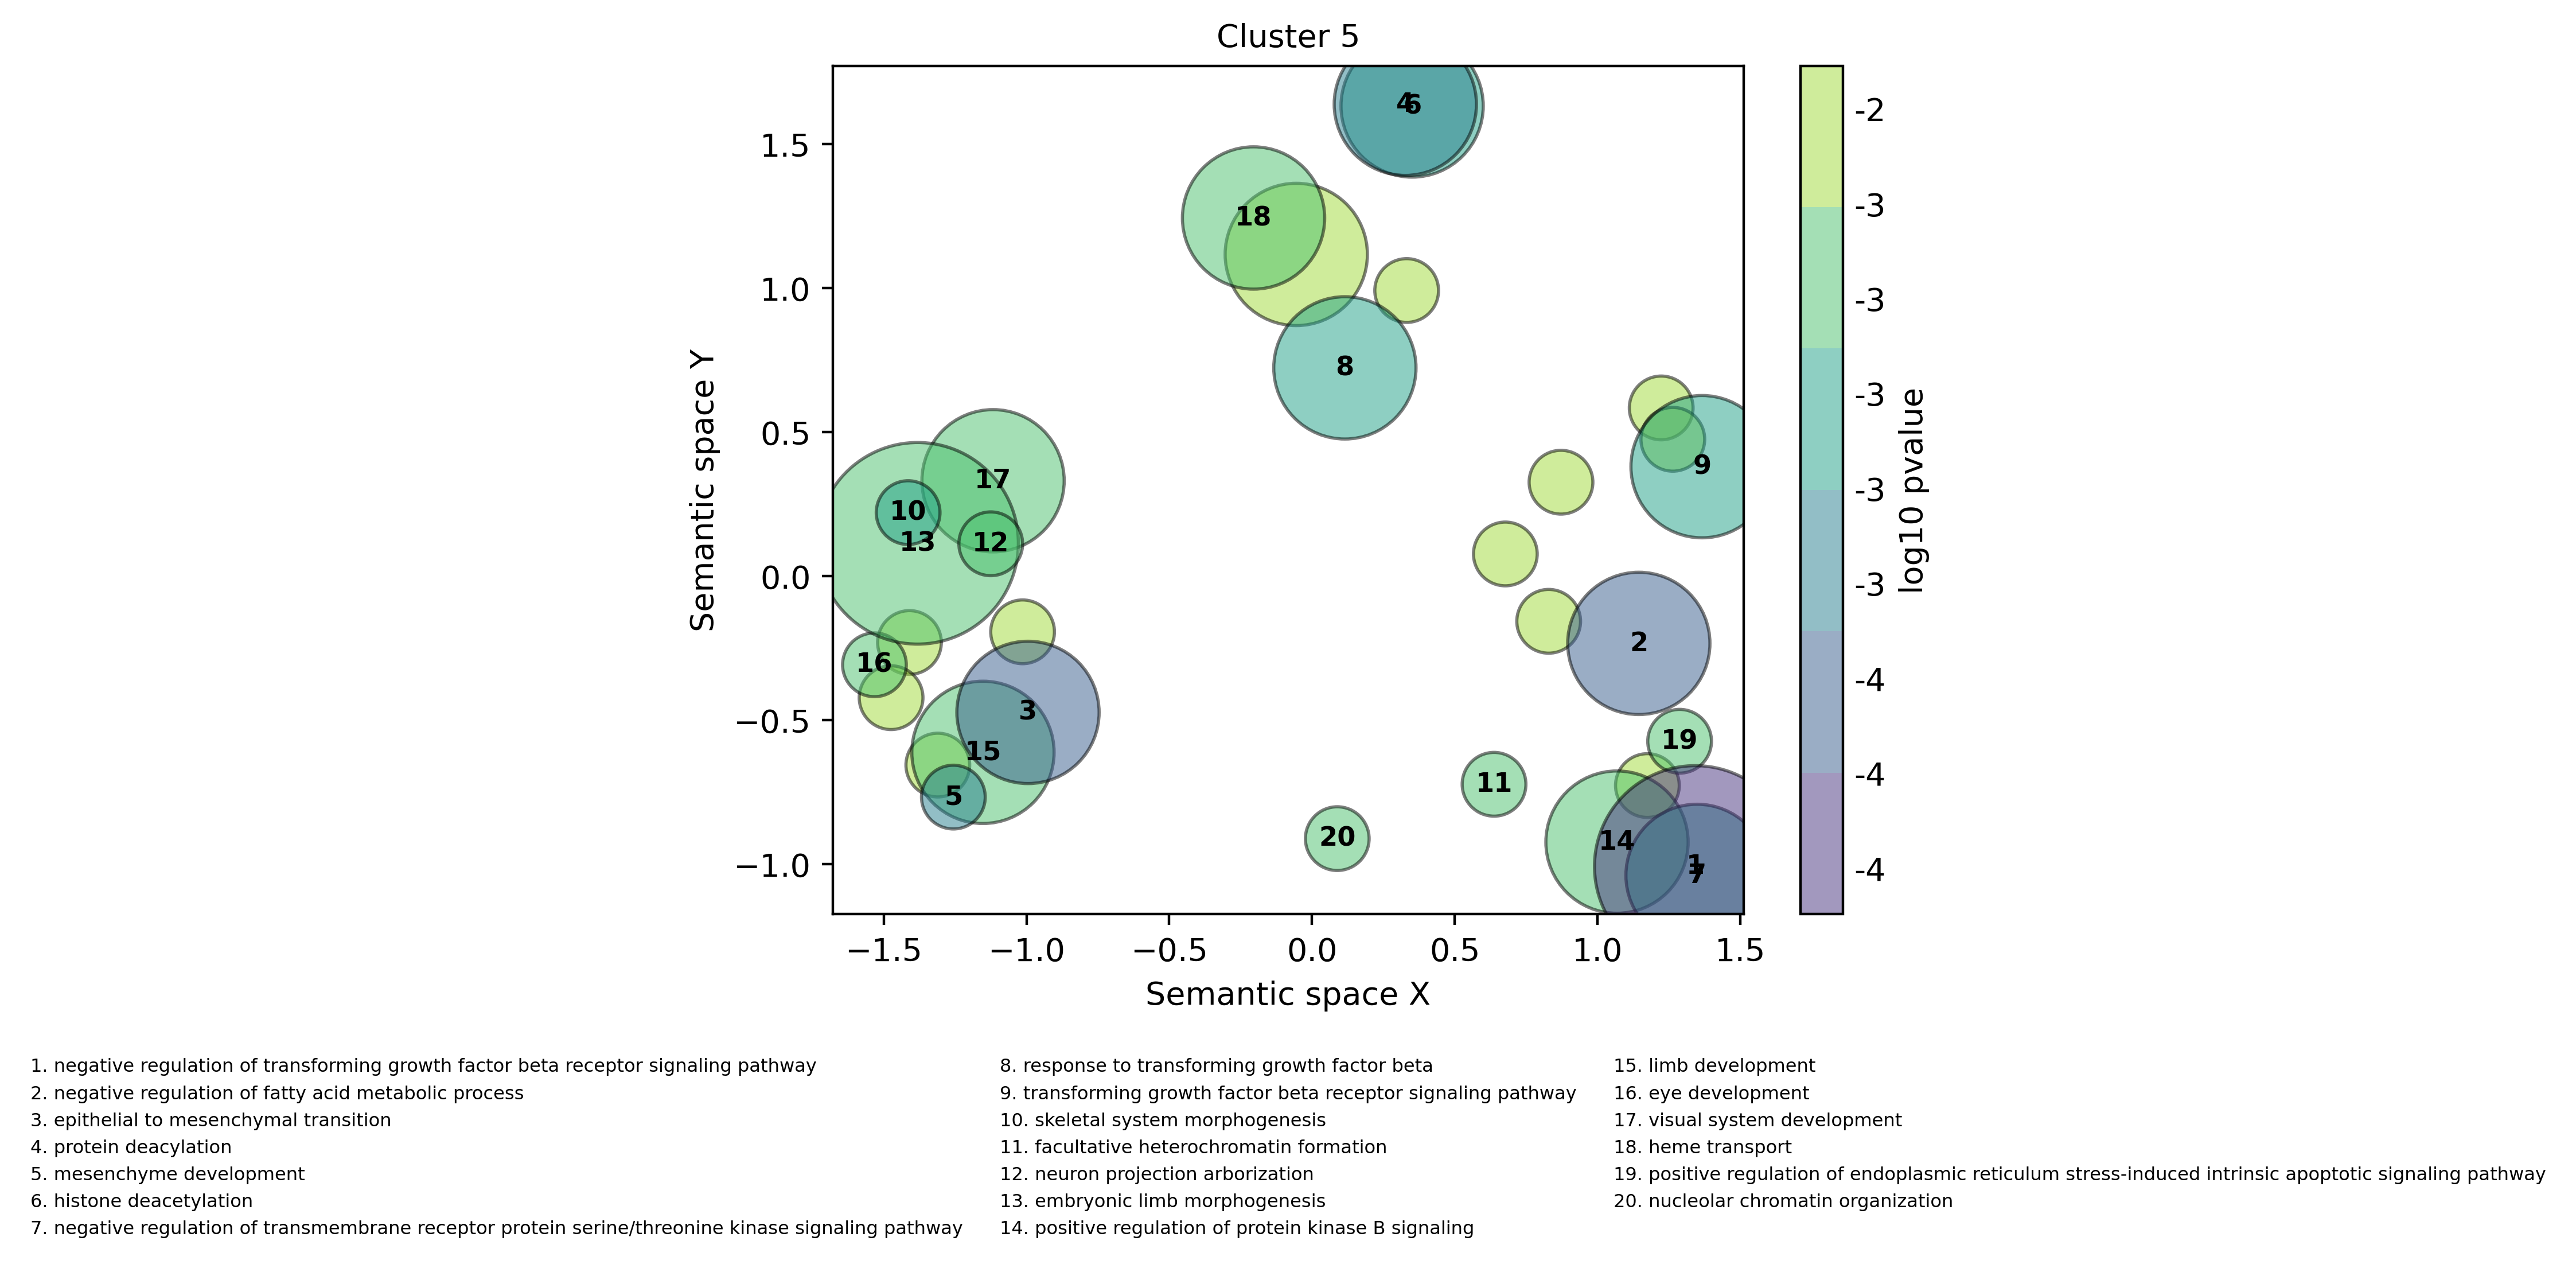 Cluster 5
1.5
1.0
0.5
0.0
−0.5
−1.0
Semantic space Y
4
6
18
8
9
17
10
13
12
2
16
3
15
5
19
11
14
20
1
7
−1.5
−1.0
−0.5
0.0
0.5
1.0
1.5
Semantic space X
-2
-3
-3
-3
-3
-3
-4
-4
-4
log10 pvalue
1. negative regulation of transforming growth factor beta receptor signaling pathway
2. negative regulation of fatty acid metabolic process
3. epithelial to mesenchymal transition
4. protein deacylation
5. mesenchyme development
6. histone deacetylation
7. negative regulation of transmembrane receptor protein serine/threonine kinase signaling pathway
8. response to transforming growth factor beta
9. transforming growth factor beta receptor signaling pathway
10. skeletal system morphogenesis
11. facultative heterochromatin formation
12. neuron projection arborization
13. embryonic limb morphogenesis
14. positive regulation of protein kinase B signaling
15. limb development
16. eye development
17. visual system development
18. heme transport
19. positive regulation of endoplasmic reticulum stress-induced intrinsic apoptotic signaling pathway
20. nucleolar chromatin organization